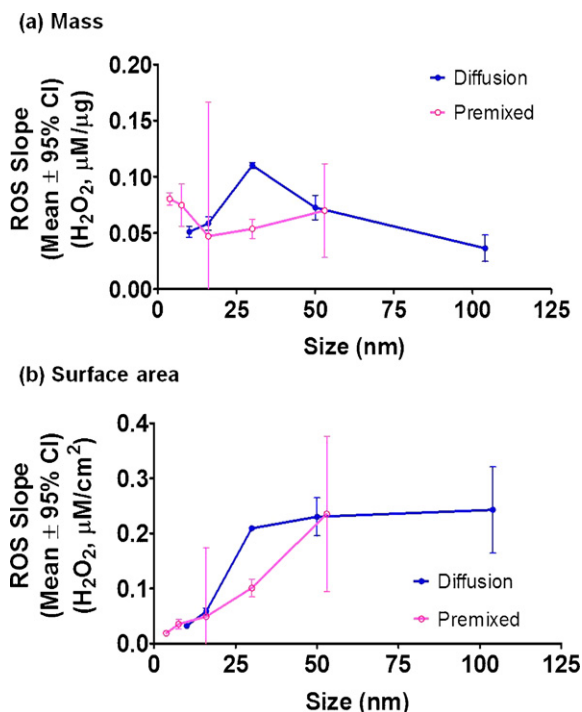 (a) Mass
ROS Slope
(Mean ± 95% CI)
(H₂O₂, μM/μg)
0.20
0.15
0.10
0.05
0.00
Diffusion
Premixed
0 25 50 75 100 125
Size (nm)
(b) Surface area
ROS Slope
(Mean ± 95% CI)
(H₂O₂, μM/cm²)
0.4
0.3
0.2
0.1
0.0
Diffusion
Premixed
0 25 50 75 100 125
Size (nm)